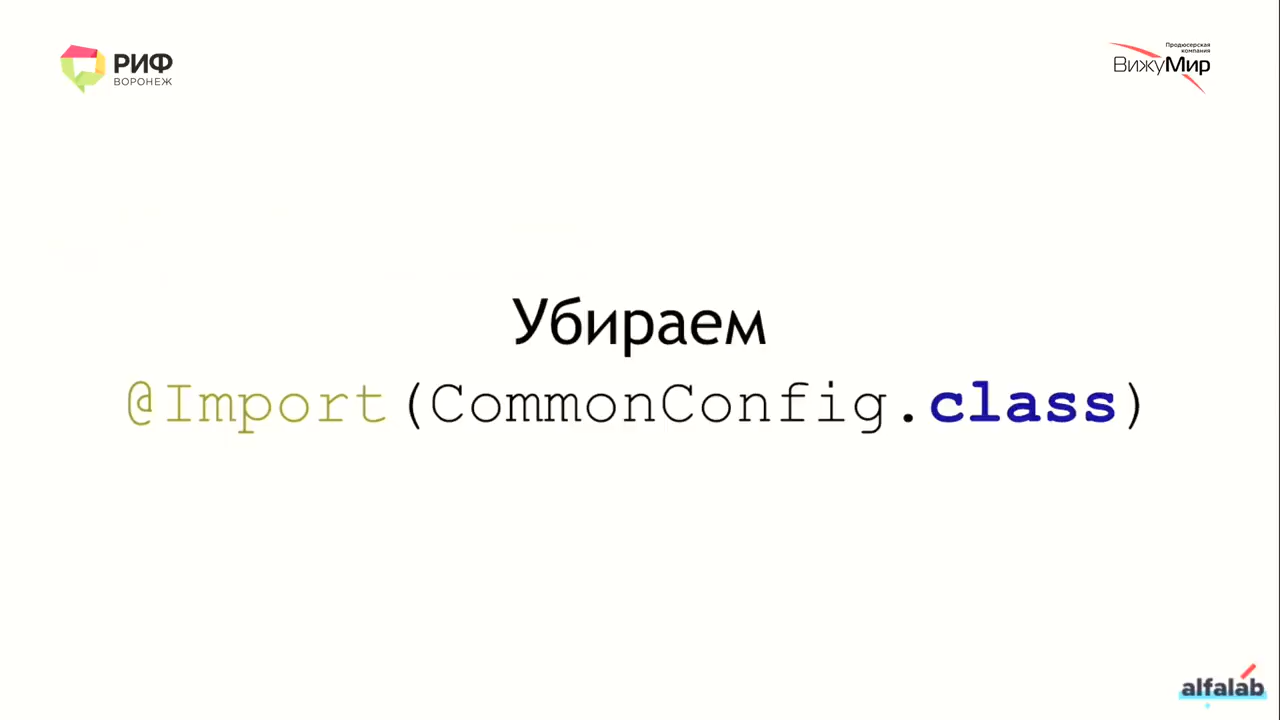 РИФ
ВОРОНЕЖ
Продюсерская
компания
ВижуМир
Убираем
@Import(CommonConfig.class)
alfalab